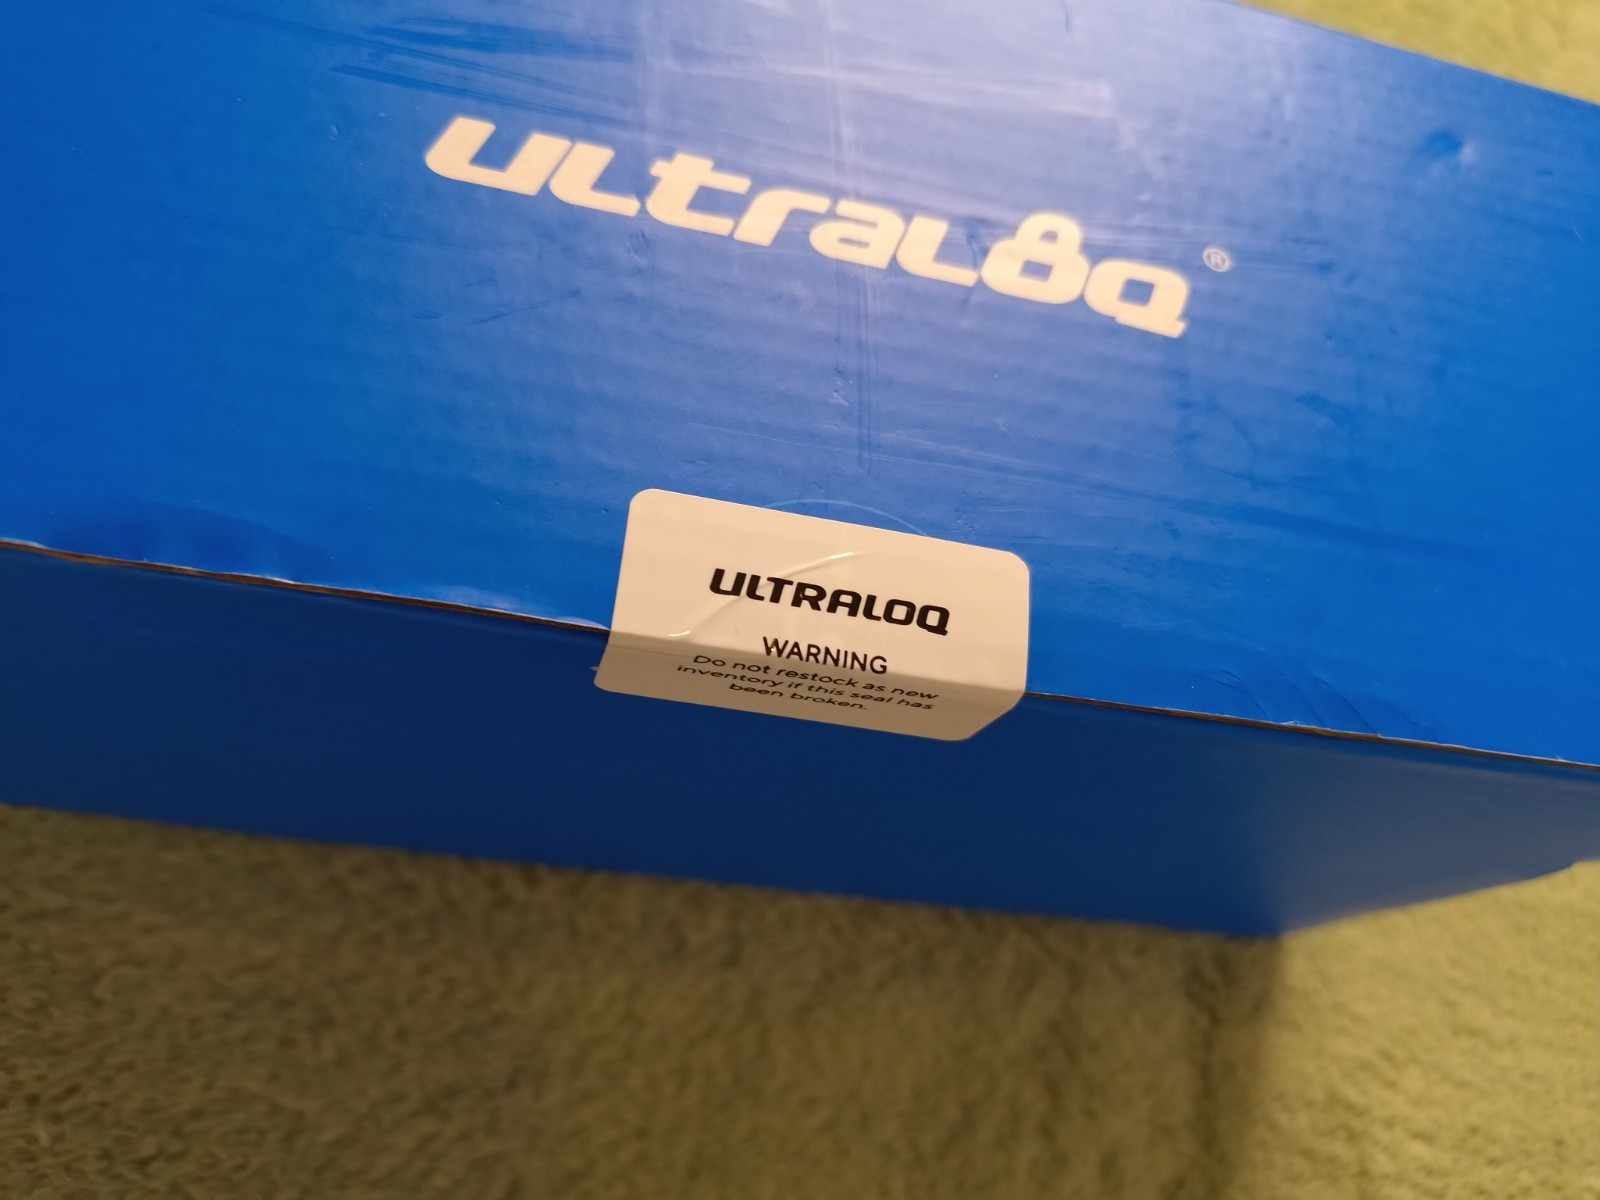 ultraloq ®
ULTRALOQ
WARNING
Do not restock as new
inventory if this seal has
been broken.